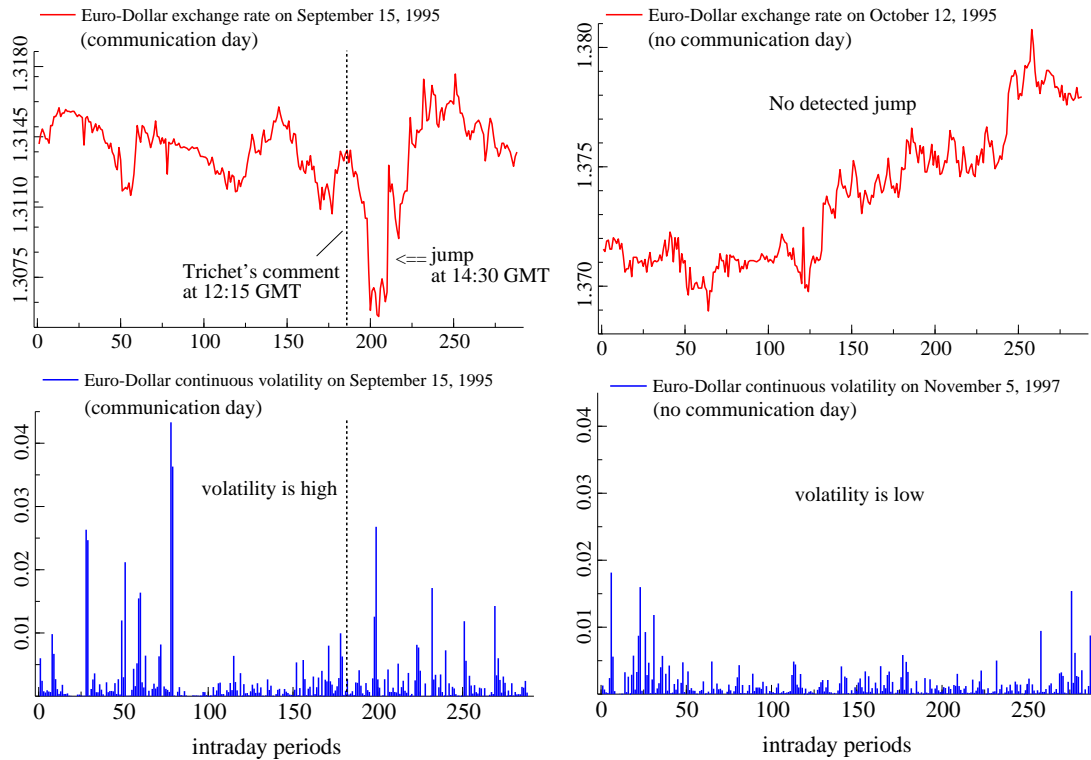 Euro-Dollar exchange rate on September 15, 1995
(communication day)
1.3180
1.3145
1.3110
1.3075
Trichet's comment
at 12:15 GMT
<== jump
at 14:30 GMT
0 50 100 150 200 250
Euro-Dollar exchange rate on October 12, 1995
(no communication day)
1.380
1.375
1.370
No detected jump
0 50 100 150 200 250
Euro-Dollar continuous volatility on September 15, 1995
(communication day)
0.04
0.03
0.02
0.01
volatility is high
0 50 100 150 200 250
intraday periods
Euro-Dollar continuous volatility on November 5, 1997
(no communication day)
0.04
0.03
0.02
0.01
volatility is low
0 50 100 150 200 250
intraday periods